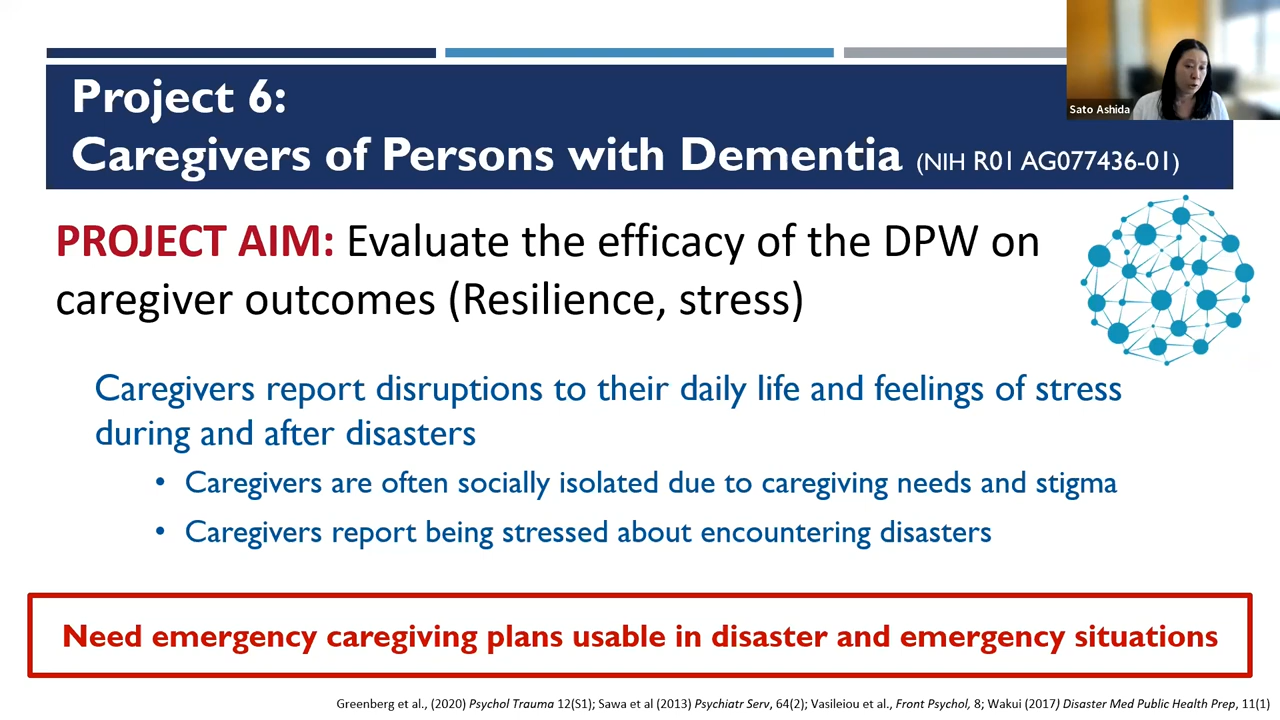 Project 6:
Caregivers of Persons with Dementia (NIH R01 AG077436-01)
Sato Ashida
PROJECT AIM: Evaluate the efficacy of the DPW on
caregiver outcomes (Resilience, stress)
Caregivers report disruptions to their daily life and feelings of stress
during and after disasters
• Caregivers are often socially isolated due to caregiving needs and stigma
• Caregivers report being stressed about encountering disasters
Need emergency caregiving plans usable in disaster and emergency situations
Greenberg et al., (2020) Psychol Trauma 12(S1); Sawa et al (2013) Psychiatr Serv, 64(2); Vasileiou et al., Front Psychol, 8; Wakui (2017) Disaster Med Public Health Prep, 11(1)